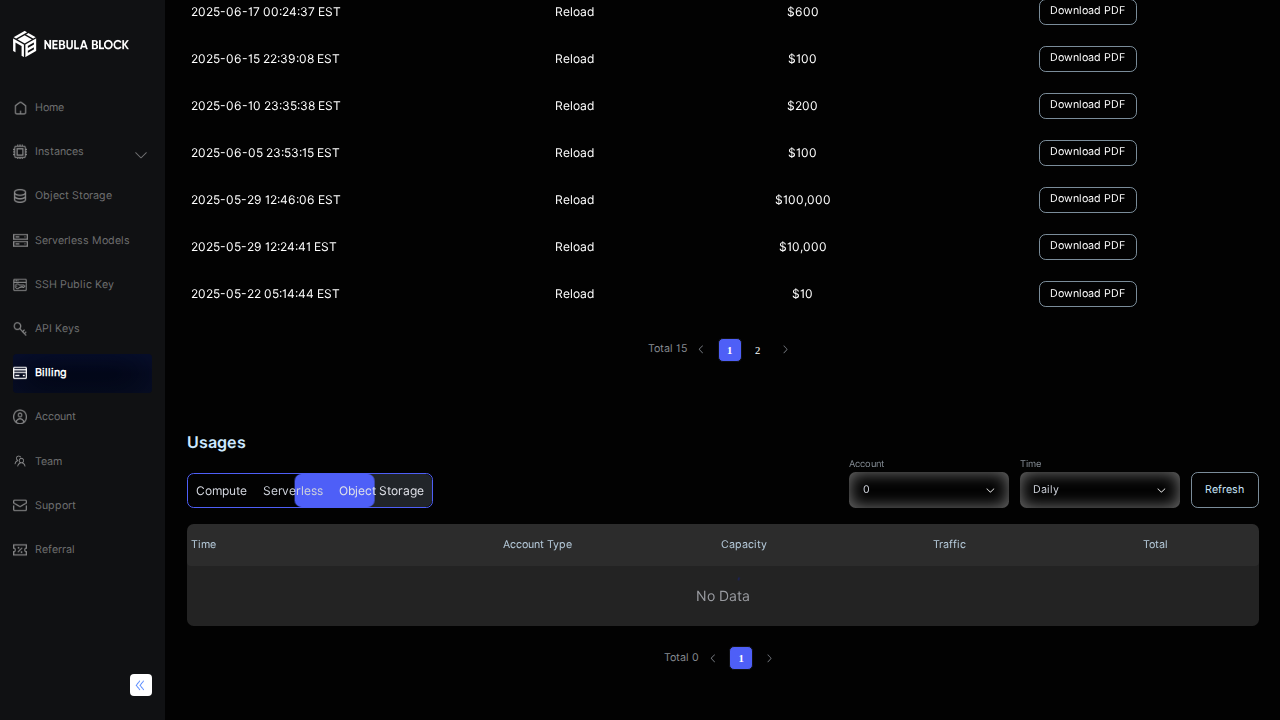 NEBULA BLOCK
Home
Instances
Object Storage
Serverless Models
SSH Public Key
API Keys
Billing
Account
Team
Support
Referral
2025-06-17 00:24:37 EST Reload $600 Download PDF
2025-06-15 22:39:08 EST Reload $100 Download PDF
2025-06-10 23:35:38 EST Reload $200 Download PDF
2025-06-05 23:53:15 EST Reload $100 Download PDF
2025-05-29 12:46:06 EST Reload $100,000 Download PDF
2025-05-29 12:24:41 EST Reload $10,000 Download PDF
2025-05-22 05:14:44 EST Reload $10 Download PDF
Total 15 1 2
Usages
Account Time
Compute Serverless Object Storage 0 Daily Refresh
Time Account Type Capacity Traffic Total
No Data
Total 0 1